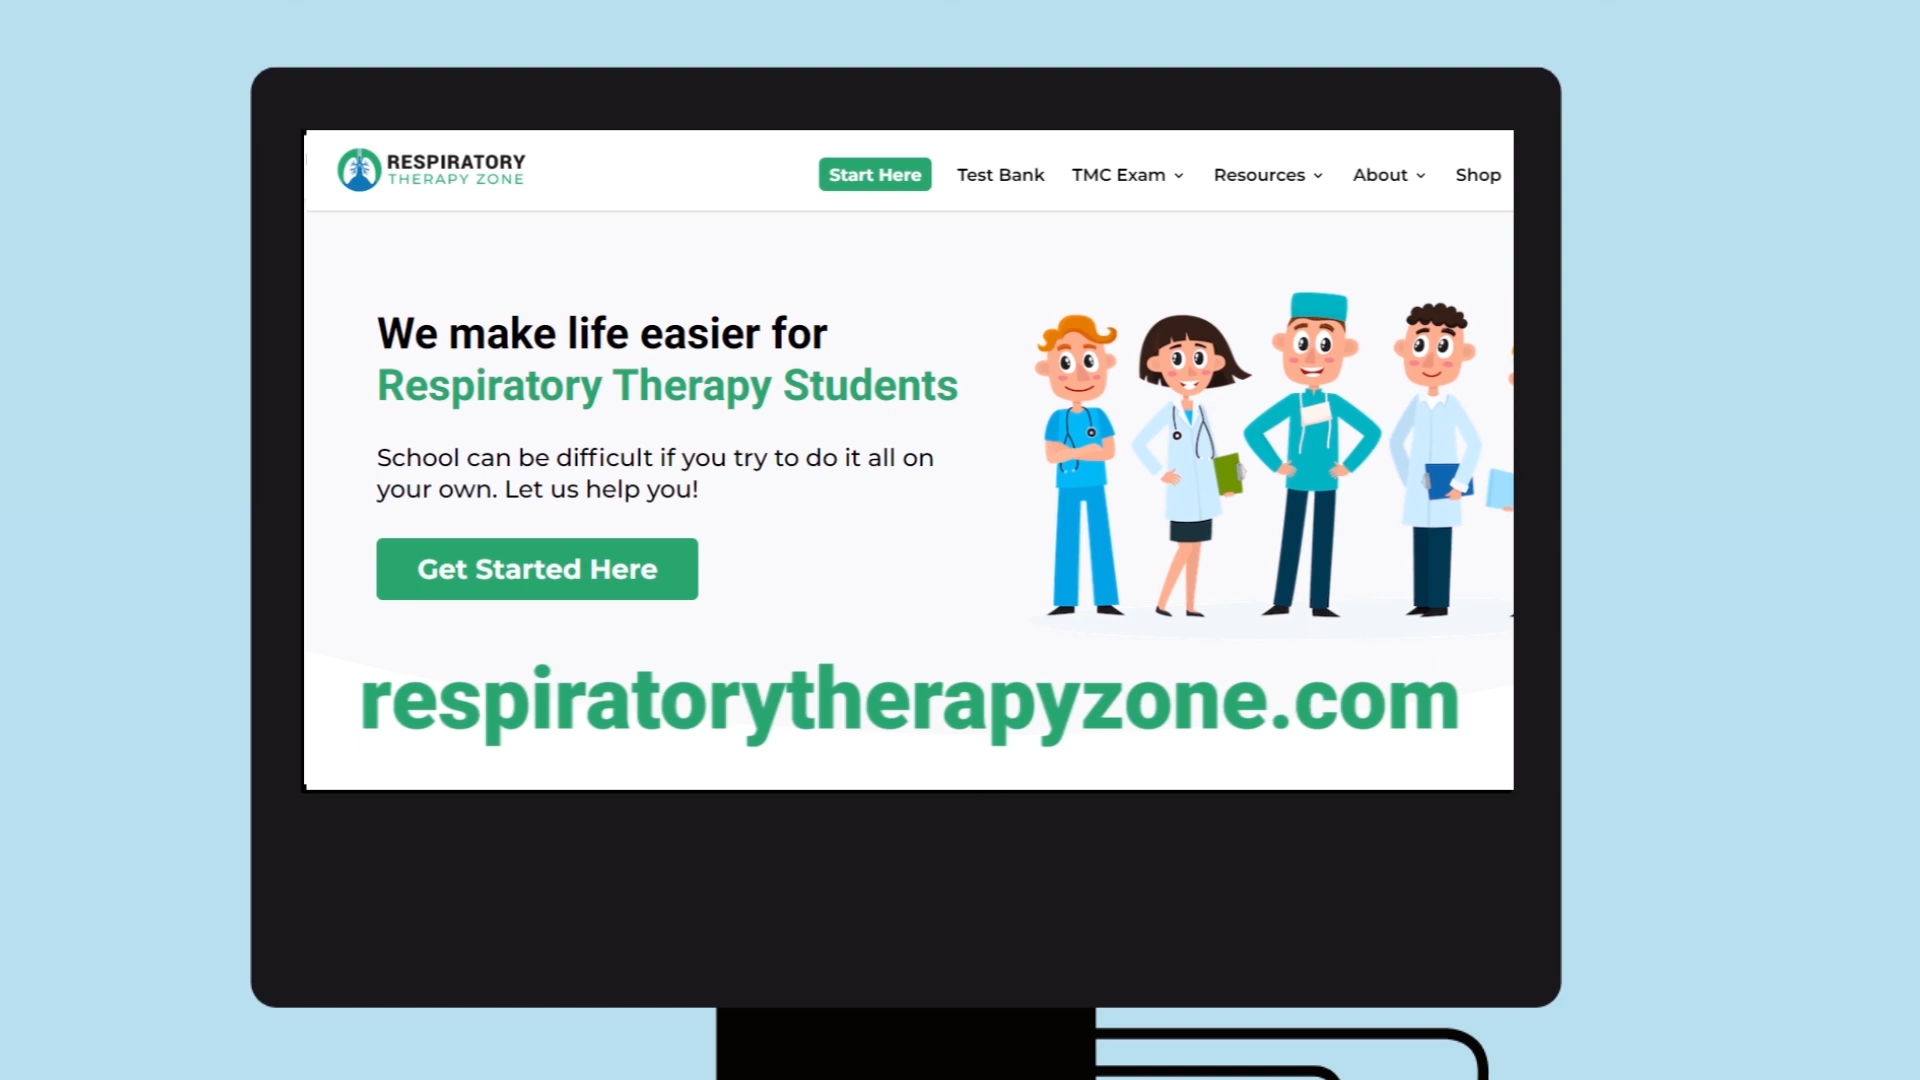 RESPIRATORY
THERAPY ZONE
Start Here
Test Bank
TMC Exam
Resources
About
Shop
We make life easier for
Respiratory Therapy Students
School can be difficult if you try to do it all on
your own. Let us help you!
Get Started Here
respiratorytherapyzone.com